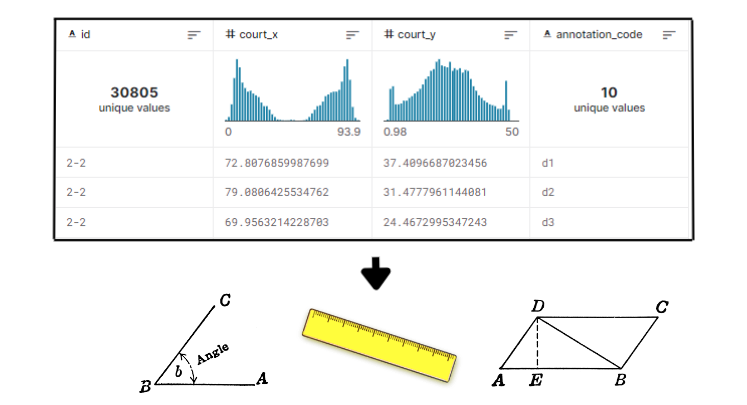 A id # court_x # court_y A annotation_code
30805 unique values 10 unique values
0 93.9 0.98 50
2-2 72.8076859987699 37.4096687023456 d1
2-2 79.0806425534762 31.4777961144081 d2
2-2 69.9563214228703 24.4672995347243 d3
C
Angle
b
B A
D C
A E B